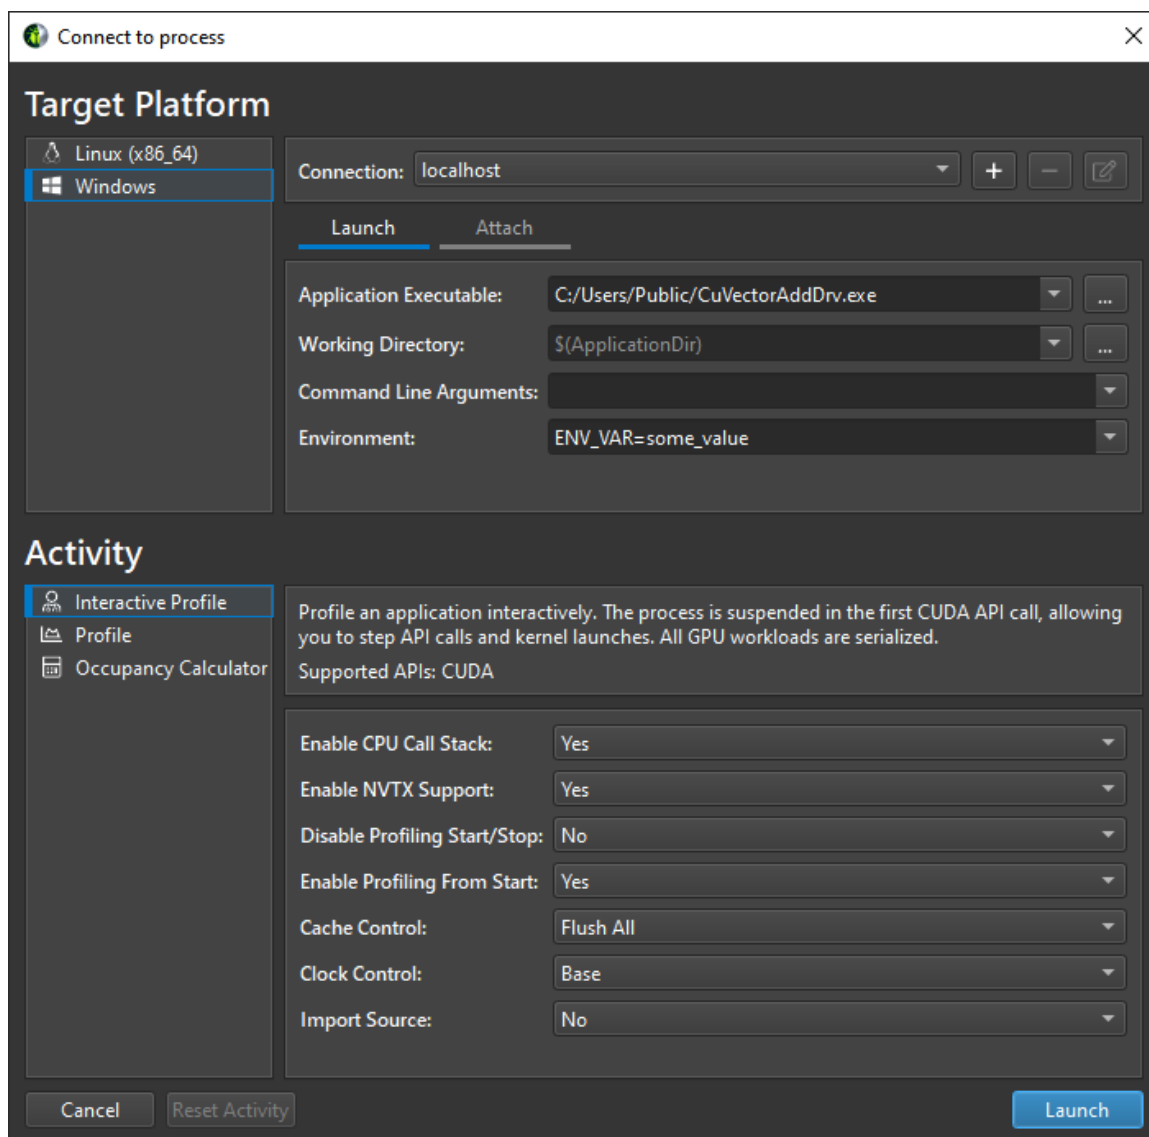 Connect to process
Target Platform
Linux (x86_64)
Windows
Connection: localhost
Launch Attach
Application Executable: C:/Users/Public/CuVectorAddDrv.exe ...
Working Directory: $(ApplicationDir) ...
Command Line Arguments:
Environment: ENV_VAR=some_value
Activity
Interactive Profile
Profile
Occupancy Calculator
Profile an application interactively. The process is suspended in the first CUDA API call, allowing
you to step API calls and kernel launches. All GPU workloads are serialized.
Supported APIs: CUDA
Enable CPU Call Stack: Yes
Enable NVTX Support: Yes
Disable Profiling Start/Stop: No
Enable Profiling From Start: Yes
Cache Control: Flush All
Clock Control: Base
Import Source: No
Cancel Reset Activity Launch